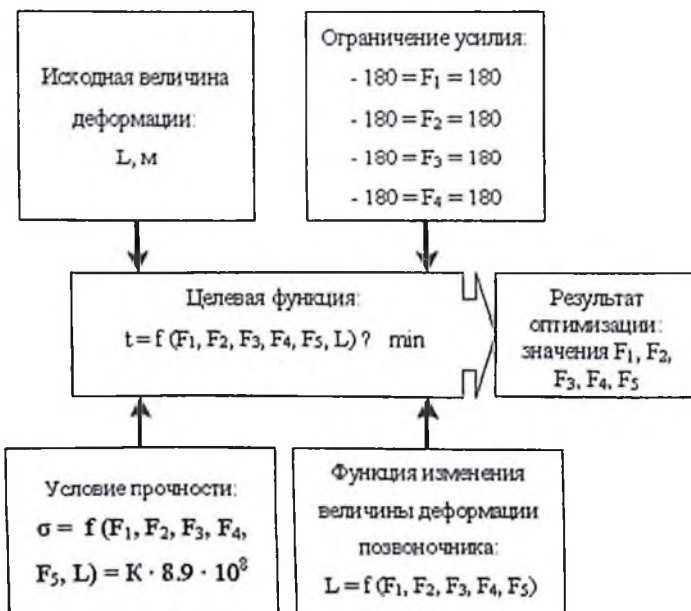 Исходная величина
деформации:
L, м
Ограничение усилия:
- 180 = F₁ = 180
- 180 = F₂ = 180
- 180 = F₃ = 180
- 180 = F₄ = 180
Целевая функция:
t = f (F₁, F₂, F₃, F₄, F₅, L) ? min
Результат
оптимизации:
значения F₁, F₂,
F₃, F₄, F₅
Условие прочности:
σ = f (F₁, F₂, F₃, F₄,
F₅, L) = К · 8.9 · 10⁸
Функция изменения
величины деформации
позвоночника:
L = f (F₁, F₂, F₃, F₄, F₅)